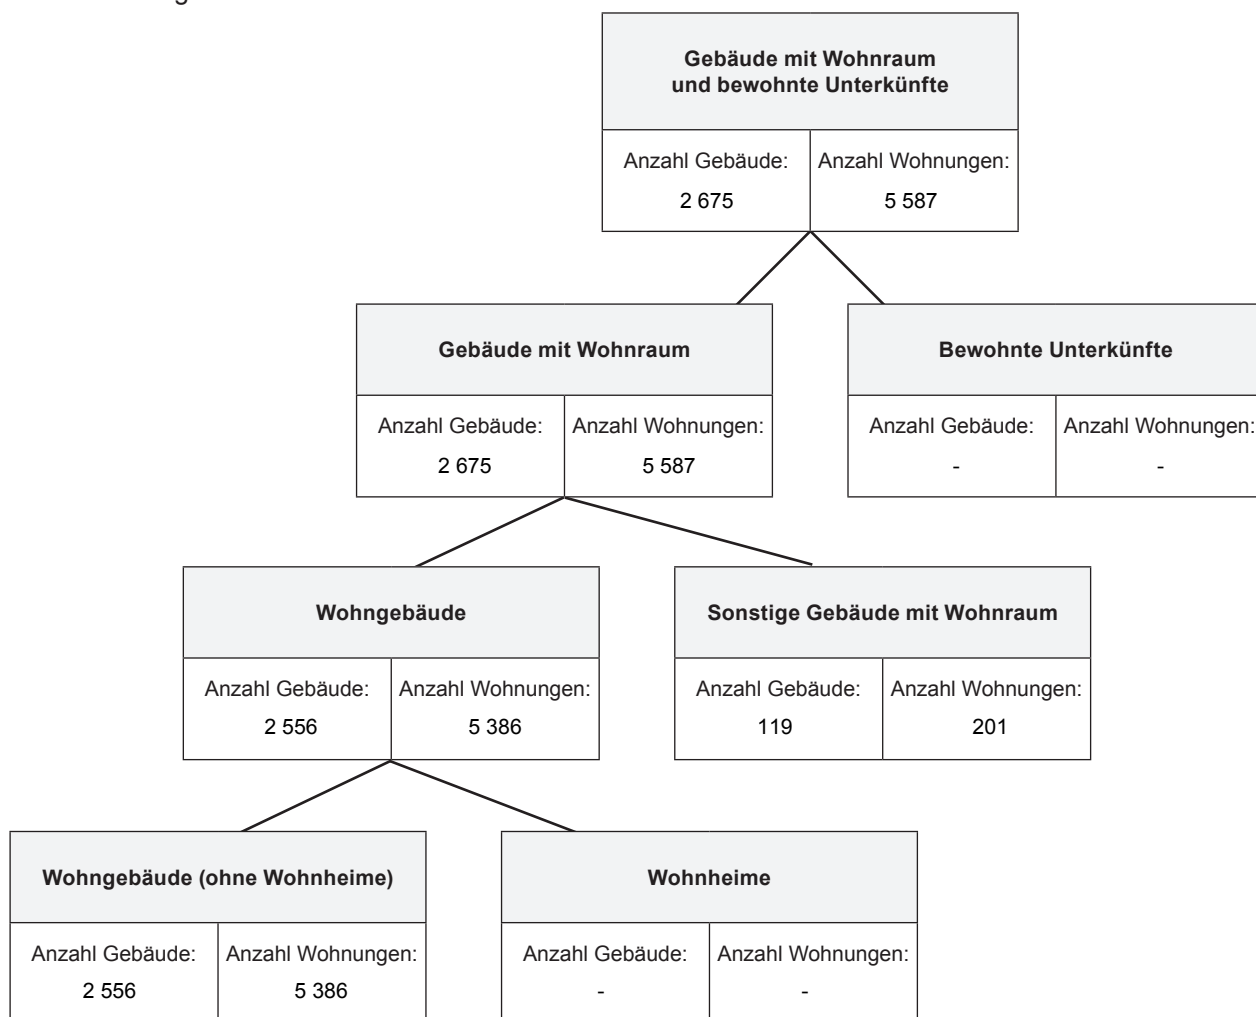 Gebäude mit Wohnraum
und bewohnte Unterkünfte
Anzahl Gebäude: Anzahl Wohnungen:
2 675 5 587
Gebäude mit Wohnraum Bewohnte Unterkünfte
Anzahl Gebäude: Anzahl Wohnungen: Anzahl Gebäude: Anzahl Wohnungen:
2 675 5 587 - -
Wohngebäude Sonstige Gebäude mit Wohnraum
Anzahl Gebäude: Anzahl Wohnungen: Anzahl Gebäude: Anzahl Wohnungen:
2 556 5 386 119 201
Wohngebäude (ohne Wohnheime) Wohnheime
Anzahl Gebäude: Anzahl Wohnungen: Anzahl Gebäude: Anzahl Wohnungen:
2 556 5 386 - -